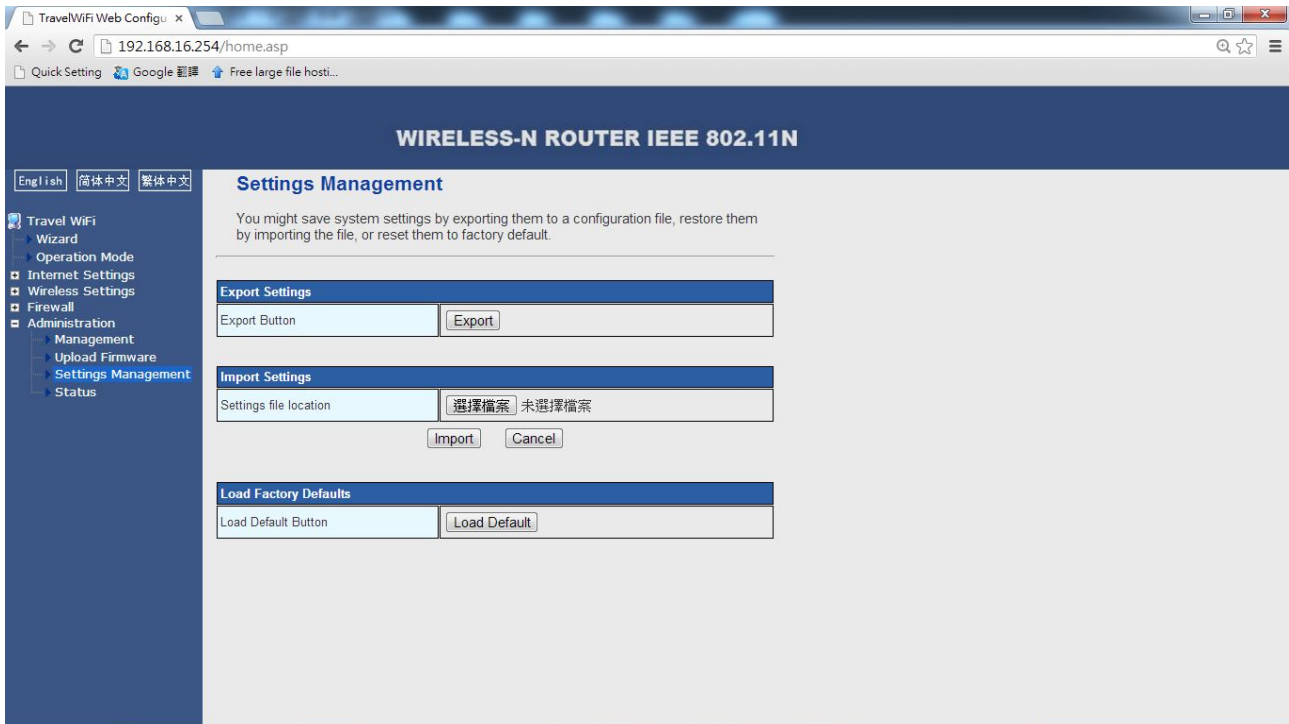 TravelWiFi Web Configu
192.168.16.254/home.asp
Quick Setting Google 翻譯 Free large file hosti...
WIRELESS-N ROUTER IEEE 802.11N
English 简体中文 繁体中文
Travel WiFi
Wizard
Operation Mode
Internet Settings
Wireless Settings
Firewall
Administration
Management
Upload Firmware
Settings Management
Status
Settings Management
You might save system settings by exporting them to a configuration file, restore them
by importing the file, or reset them to factory default.
Export Settings
Export Button Export
Import Settings
Settings file location 選擇檔案 未選擇檔案
Import Cancel
Load Factory Defaults
Load Default Button Load Default